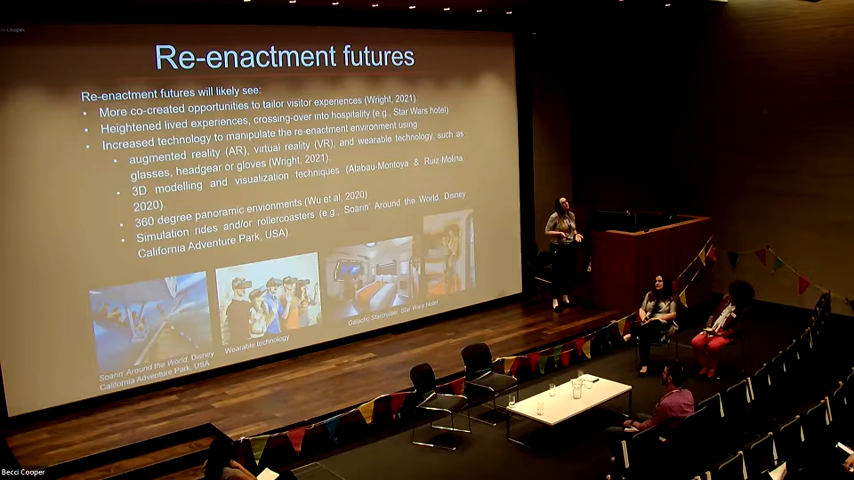 Re-enactment futures
Re-enactment futures will likely see:
• More co-created opportunities to tailor visitor experiences (Wright, 2021).
• Heightened lived experiences, crossing-over into hospitality (e.g., Star Wars hotel)
• Increased technology to manipulate the re-enactment environment using
• augmented reality (AR), virtual reality (VR), and wearable technology, such as
glasses, headgear or gloves (Wright, 2021).
• 3D modelling and visualization techniques (Alabau-Montoya & Ruiz-Molina,
2020).
• 360 degree panoramic envionments (Wu et al, 2020)
• Simulation rides and/or rollercoasters (e.g., Soarin' Around the World, Disney
California Adventure Park, USA).
Soarin' Around the World, Disney
California Adventure Park, USA
Wearable technology
Galactic Starcruiser, Star Wars Hotel
Becci Cooper